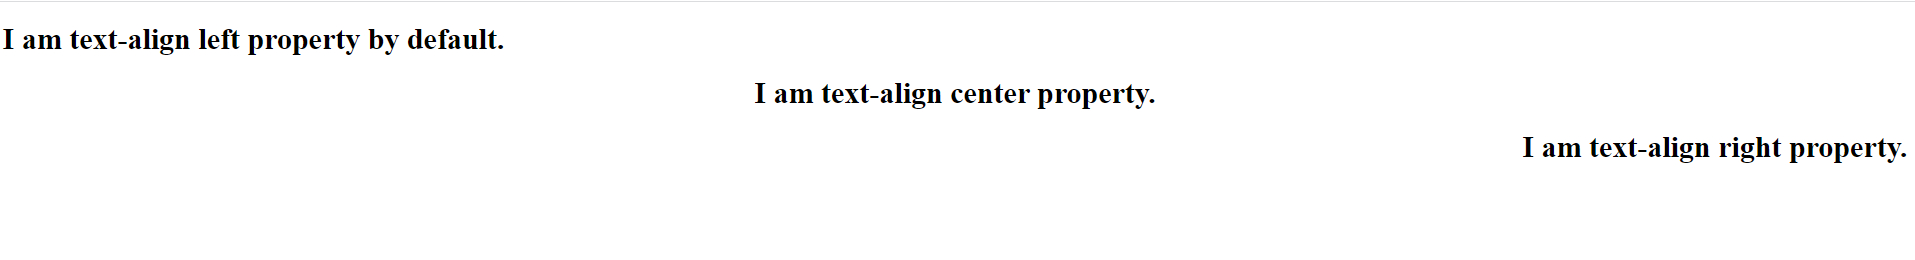 I am text-align left property by default.
I am text-align center property.
I am text-align right property.